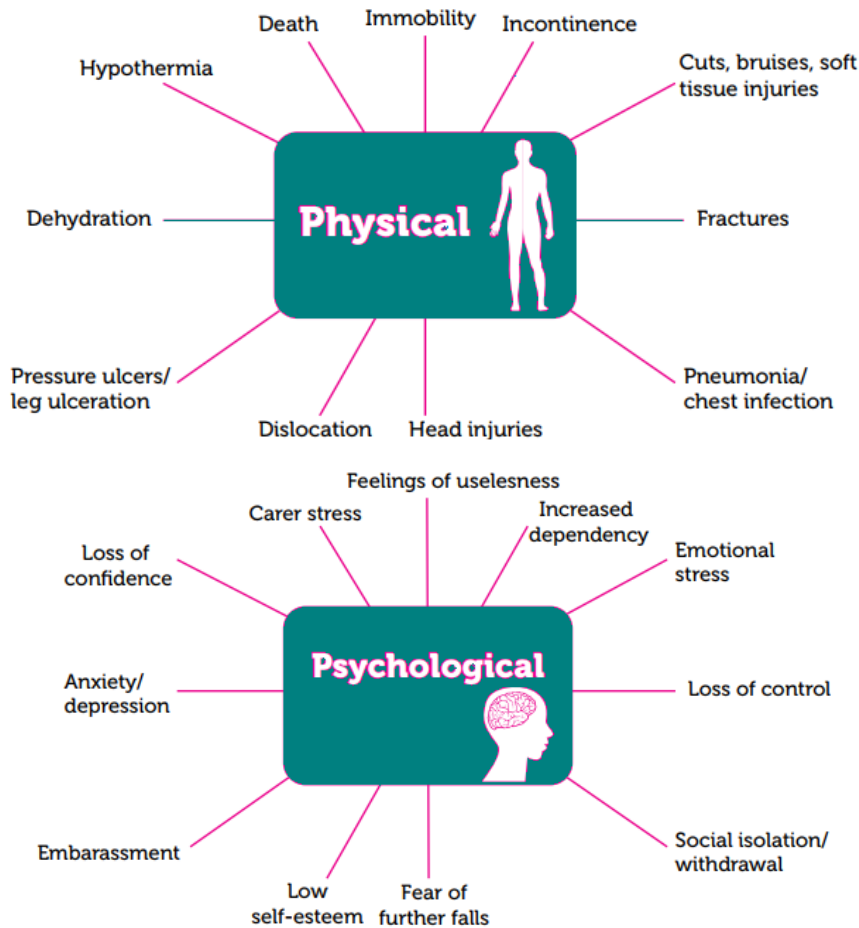 Death
Immobility
Incontinence
Hypothermia
Cuts, bruises, soft
tissue injuries
Physical
Dehydration
Fractures
Pressure ulcers/
leg ulceration
Pneumonia/
chest infection
Dislocation
Head injuries
Feelings of uselesness
Carer stress
Increased
dependency
Loss of
confidence
Emotional
stress
Psychological
Anxiety/
depression
Loss of control
Embarassment
Social isolation/
withdrawal
Low
self-esteem
Fear of
further falls